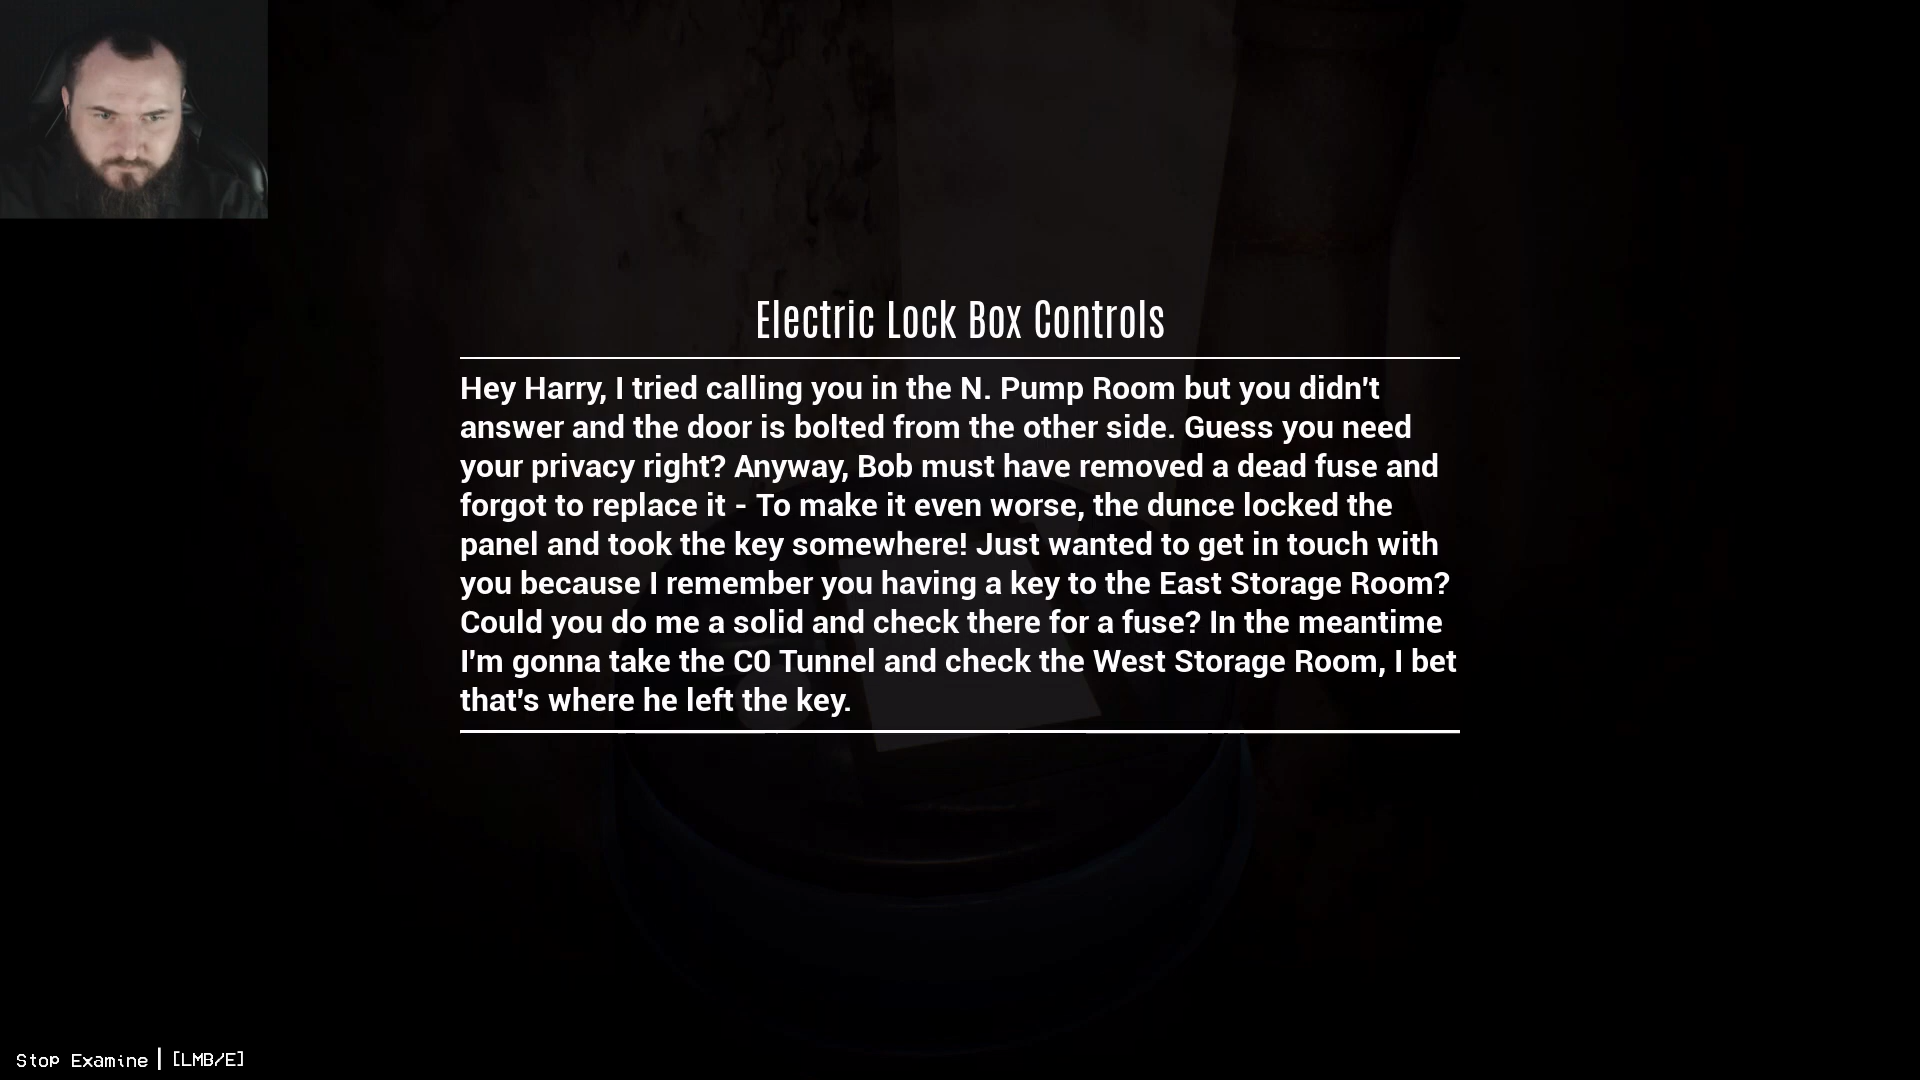 Electric Lock Box Controls
Hey Harry, I tried calling you in the N. Pump Room but you didn't
answer and the door is bolted from the other side. Guess you need
your privacy right? Anyway, Bob must have removed a dead fuse and
forgot to replace it - To make it even worse, the dunce locked the
panel and took the key somewhere! Just wanted to get in touch with
you because I remember you having a key to the East Storage Room?
Could you do me a solid and check there for a fuse? In the meantime
I'm gonna take the C0 Tunnel and check the West Storage Room, I bet
that's where he left the key.
Stop Examine | [LMB/E]